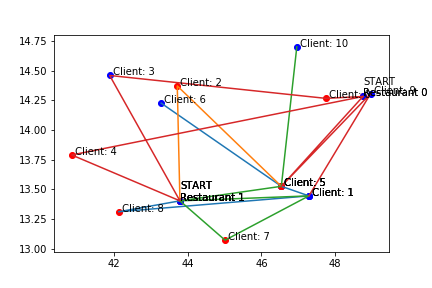 14.75
14.50
14.25
14.00
13.75
13.50
13.25
13.00
42
44
46
48
Client: 10
Client: 3
Client: 2
START
Restaurant 0
Client:
Client: 6
Client: 4
START
Restaurant 1
Client: 5
Client: 1
Client: 8
Client: 7